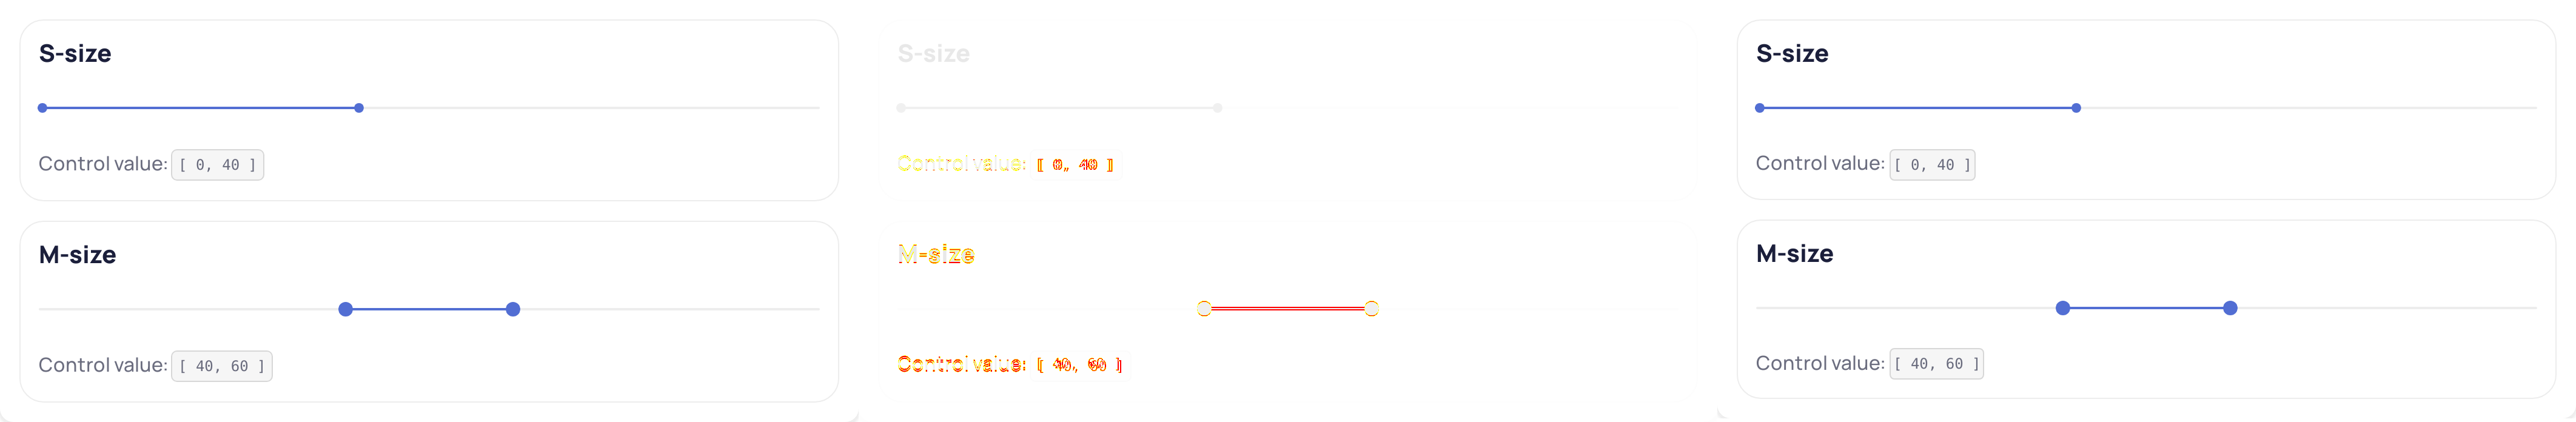 S-size
Control value: [ 0, 40 ]
M-size
Control value: [ 40, 60 ]
S-size
Control value: [ 0, 40 ]
M-size
Control value: [ 40, 60 ]
S-size
Control value: [ 0, 40 ]
M-size
Control value: [ 40, 60 ]